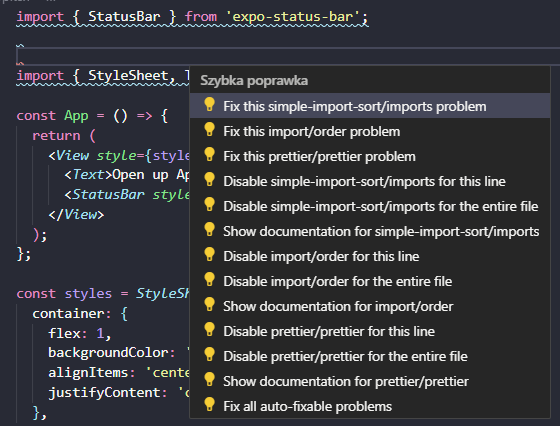 import { StatusBar } from 'expo-status-bar';
import { StyleSheet,
Szybka poprawka
Fix this simple-import-sort/imports problem
Fix this import/order problem
Fix this prettier/prettier problem
Disable simple-import-sort/imports for this line
Disable simple-import-sort/imports for the entire file
Show documentation for simple-import-sort/imports
Disable import/order for this line
Disable import/order for the entire file
Show documentation for import/order
Disable prettier/prettier for this line
Disable prettier/prettier for the entire file
Show documentation for prettier/prettier
Fix all auto-fixable problems
const App = () => {
return (
<View style={style
<Text>Open up Ap
<StatusBar style
</View>
);
};
const styles = StyleSh
container: {
flex: 1,
backgroundColor: '
alignItems: 'cente
justifyContent: 'c
},